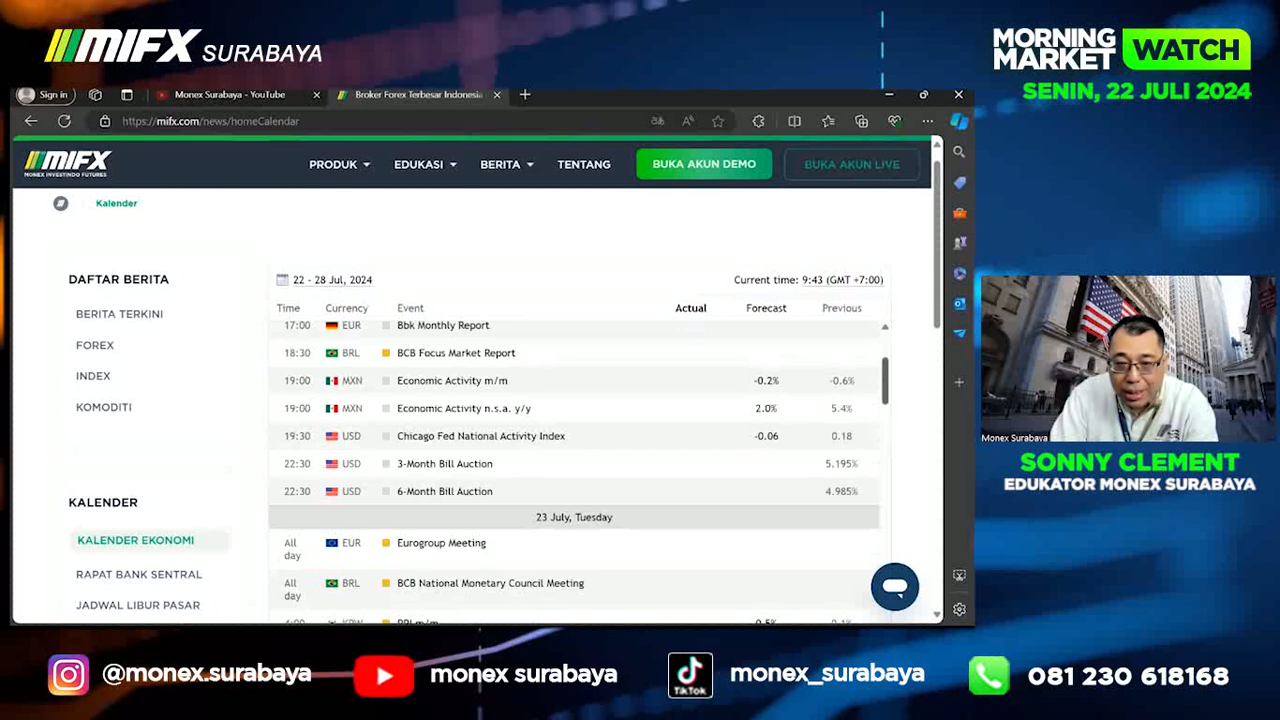 MIFX SURABAYA
MORNING
MARKET
WATCH
SENIN, 22 JULI 2024
Sign in
Monex Surabaya - YouTube
Broker Forex Terbesar Indonesia
https://mifx.com/news/homeCalendar
MIFX
MONEX INVESTINDO FUTURES
PRODUK
EDUKASI
BERITA
TENTANG
BUKA AKUN DEMO
BUKA AKUN LIVE
Kalender
DAFTAR BERITA
BERITA TERKINI
FOREX
INDEX
KOMODITI
KALENDER
KALENDER EKONOMI
RAPAT BANK SENTRAL
JADWAL LIBUR PASAR
22 - 28 Jul, 2024
Current time: 9:43 (GMT +7:00)
Time Currency Event Actual Forecast Previous
17:00 EUR Bbk Monthly Report
18:30 BRL BCB Focus Market Report
19:00 MXN Economic Activity m/m -0.2% -0.6%
19:00 MXN Economic Activity n.s.a. y/y 2.0% 5.4%
19:30 USD Chicago Fed National Activity Index -0.06 0.18
22:30 USD 3-Month Bill Auction 5.195%
22:30 USD 6-Month Bill Auction 4.985%
23 July, Tuesday
All day EUR Eurogroup Meeting
All day BRL BCB National Monetary Council Meeting
Monex Surabaya
SONNY CLEMENT
EDUKATOR MONEX SURABAYA
@monex.surabaya
monex surabaya
TikTok
monex_surabaya
081 230 618168